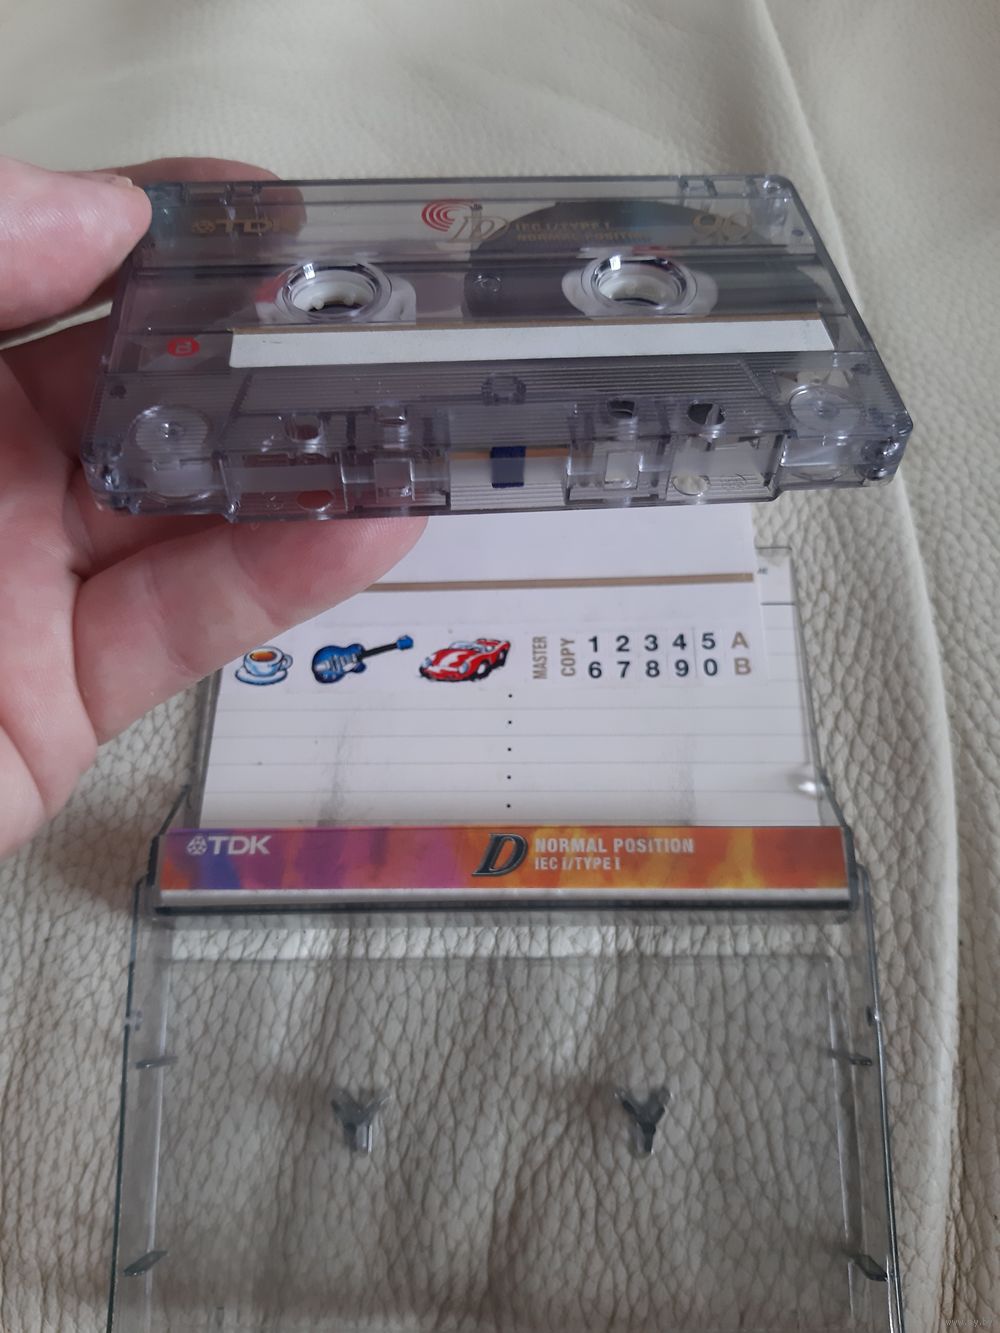 TDK
D
IEC I/TYPE I
NORMAL POSITION
90
MASTER
COPY
1 2 3 4 5 A
6 7 8 9 0 B
TDK
D
NORMAL POSITION
IEC I/TYPE I